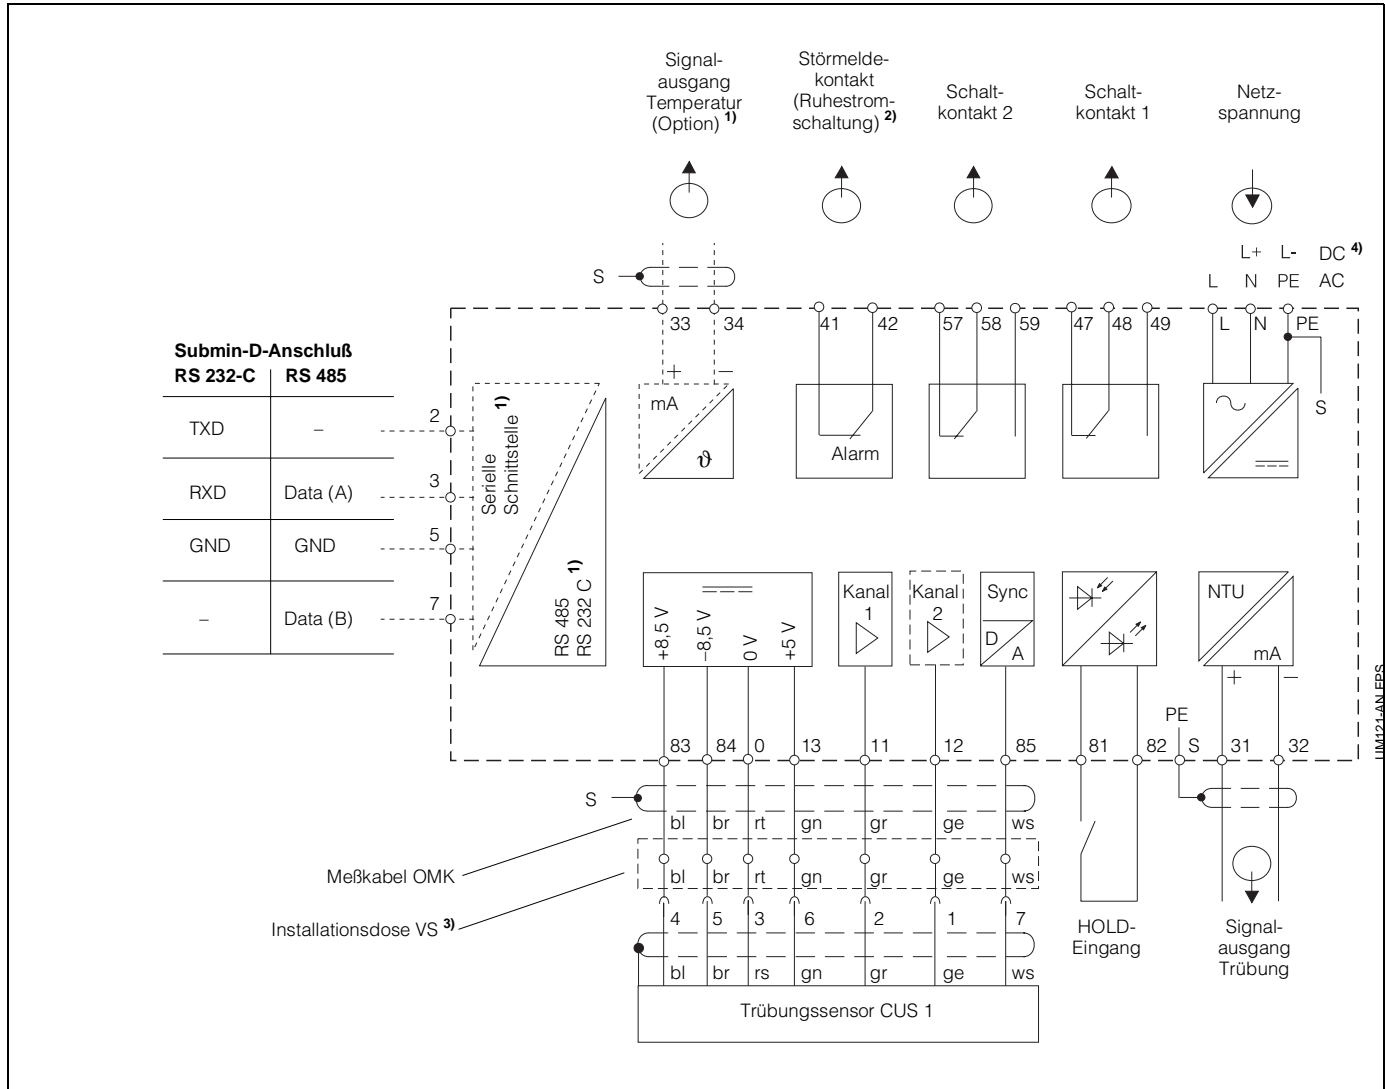 Signal-
ausgang
Temperatur
(Option) 1)
Störmelde-
kontakt
(Ruhestrom-
schaltung) 2)
Schalt-
kontakt 2
Schalt-
kontakt 1
Netz-
spannung
L+ L- DC 4)
S L N PE AC
33 34 41 42 57 58 59 47 48 49 L N PE
S
Submin-D-Anschluß
RS 232-C RS 485
TXD – 2
RXD Data (A) 3
GND GND 5
– Data (B) 7
Serielle
Schnittstelle 1)
RS 485
RS 232 C 1)
+ –
mA
ϑ
Alarm
+8,5 V
–8,5 V
0 V
+5 V
Kanal
1
Kanal
2
Sync
D
A
NTU
mA
+ –
PE
83 84 0 13 11 12 85 81 82 S 31 32
UM121-AN.EPS
S
bl br rt gn gr ge ws
Meßkabel OMK
bl br rt gn gr ge ws
Installationsdose VS 3)
4 5 3 6 2 1 7
bl br rs gn gr ge ws
Trübungssensor CUS 1
HOLD-
Eingang
Signal-
ausgang
Trübung